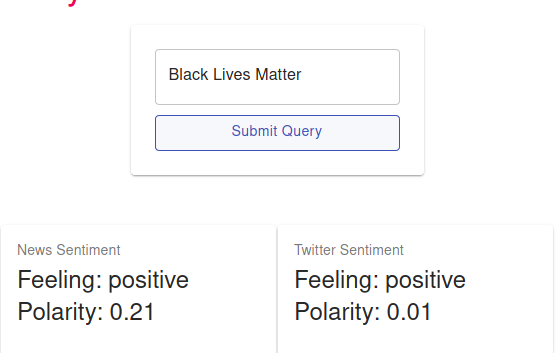 Black Lives Matter
Submit Query
News Sentiment
Feeling: positive
Polarity: 0.21
Twitter Sentiment
Feeling: positive
Polarity: 0.01